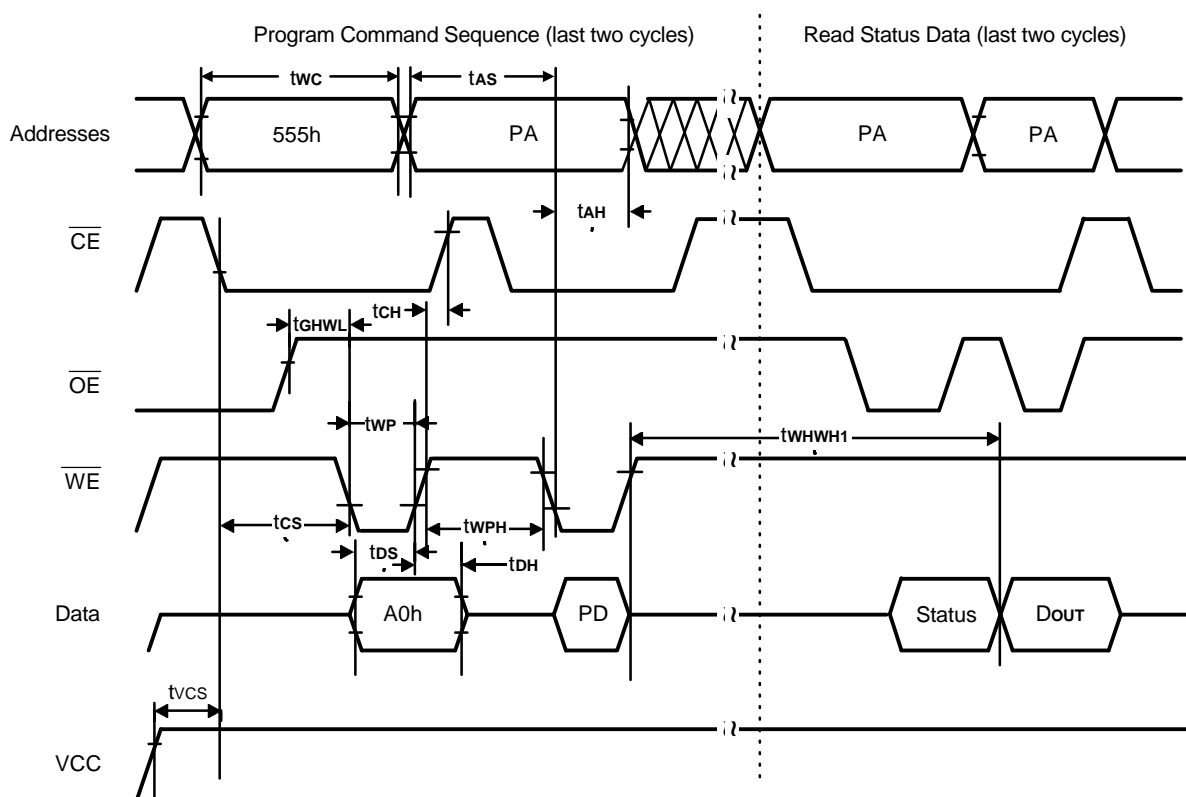 Program Command Sequence (last two cycles)
Read Status Data (last two cycles)
tWC
tAS
Addresses
555h
PA
PA
PA
tAH
CE
tCH
tGHWL
OE
tWP
tWHWH1
WE
tCS
tWPH
tDS
tDH
Data
A0h
PD
Status
DOUT
tVCS
VCC